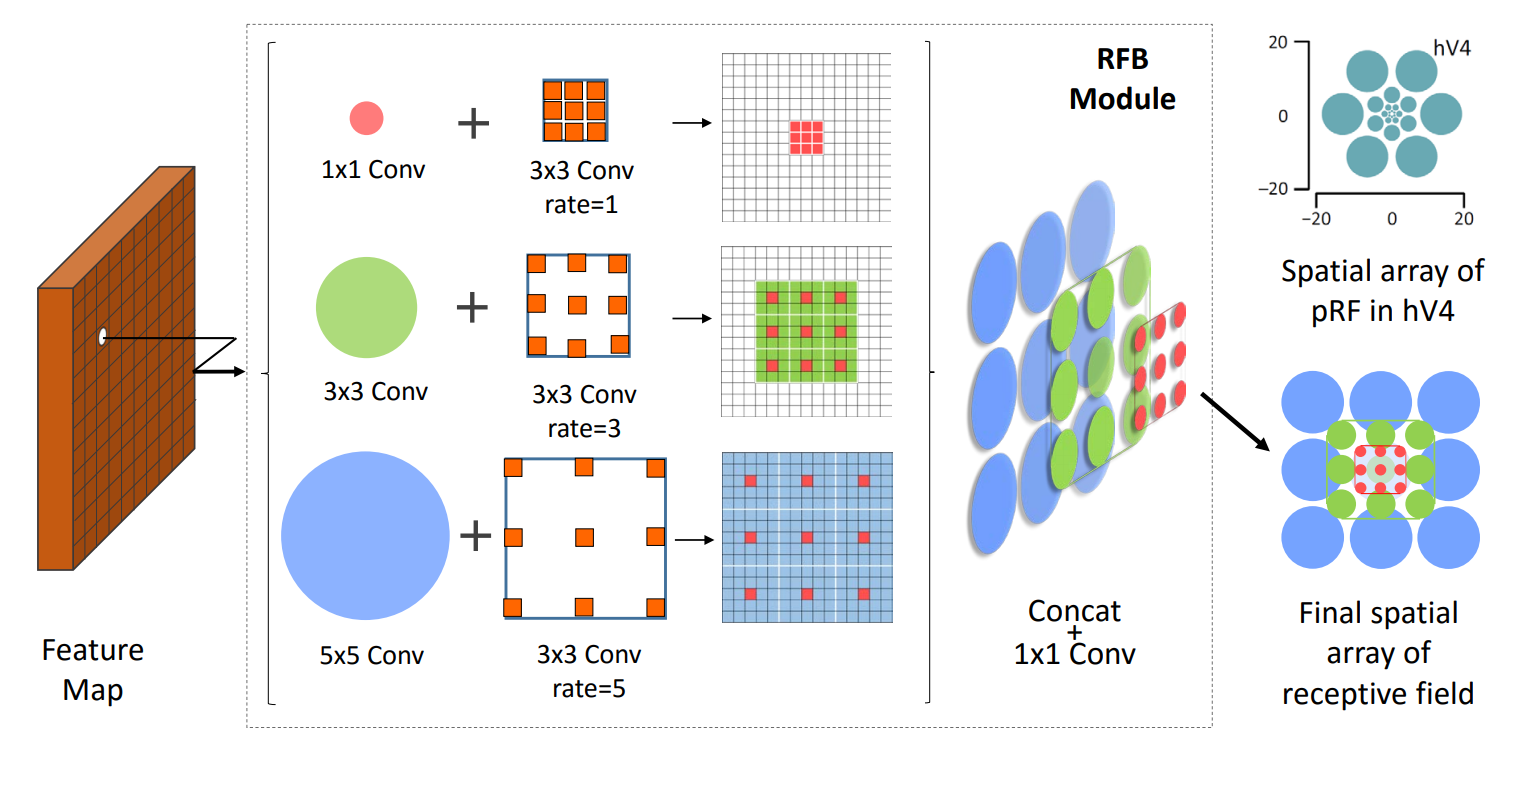 Feature
Map
1x1 Conv
3x3 Conv
rate=1
3x3 Conv
3x3 Conv
rate=3
5x5 Conv
3x3 Conv
rate=5
RFB
Module
Concat
+
1x1 Conv
20
hV4
0
−20
−20 0 20
Spatial array of
pRF in hV4
Final spatial
array of
receptive field